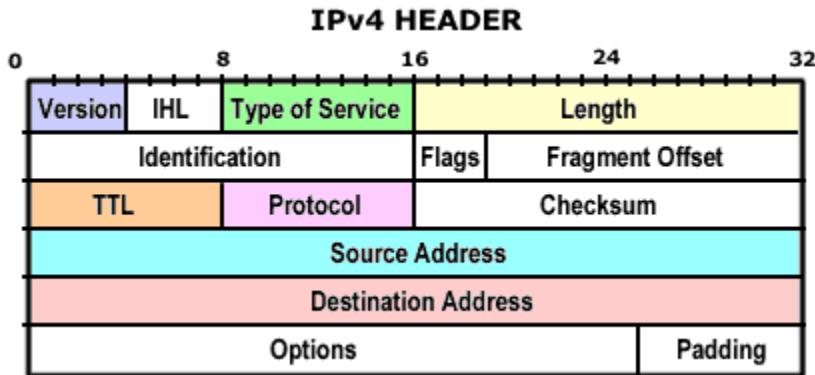 IPv4 HEADER
0 8 16 24 32
Version IHL Type of Service Length
Identification Flags Fragment Offset
TTL Protocol Checksum
Source Address
Destination Address
Options Padding